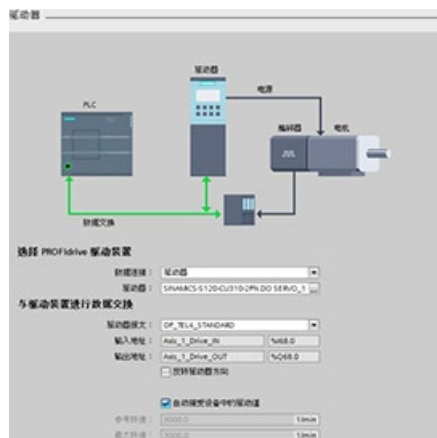 驱动器
驱动器
电源
PLC
编码器 电机
数据交换
选择 PROFIdrive 驱动装置
数据连接： 驱动器
驱动器： SINAMICS-S120-CU310-2PN.DO SERVO_1
与驱动装置进行数据交换
驱动器报文： DP_TEL4_STANDARD
输入地址： Axis_1_Drive_IN %I68.0
输出地址： Axis_1_Drive_OUT %Q68.0
反转驱动器方向
自动接受设备中的驱动值
参考转速： 3000.0 1/min
最大转速： 3000.0 1/min